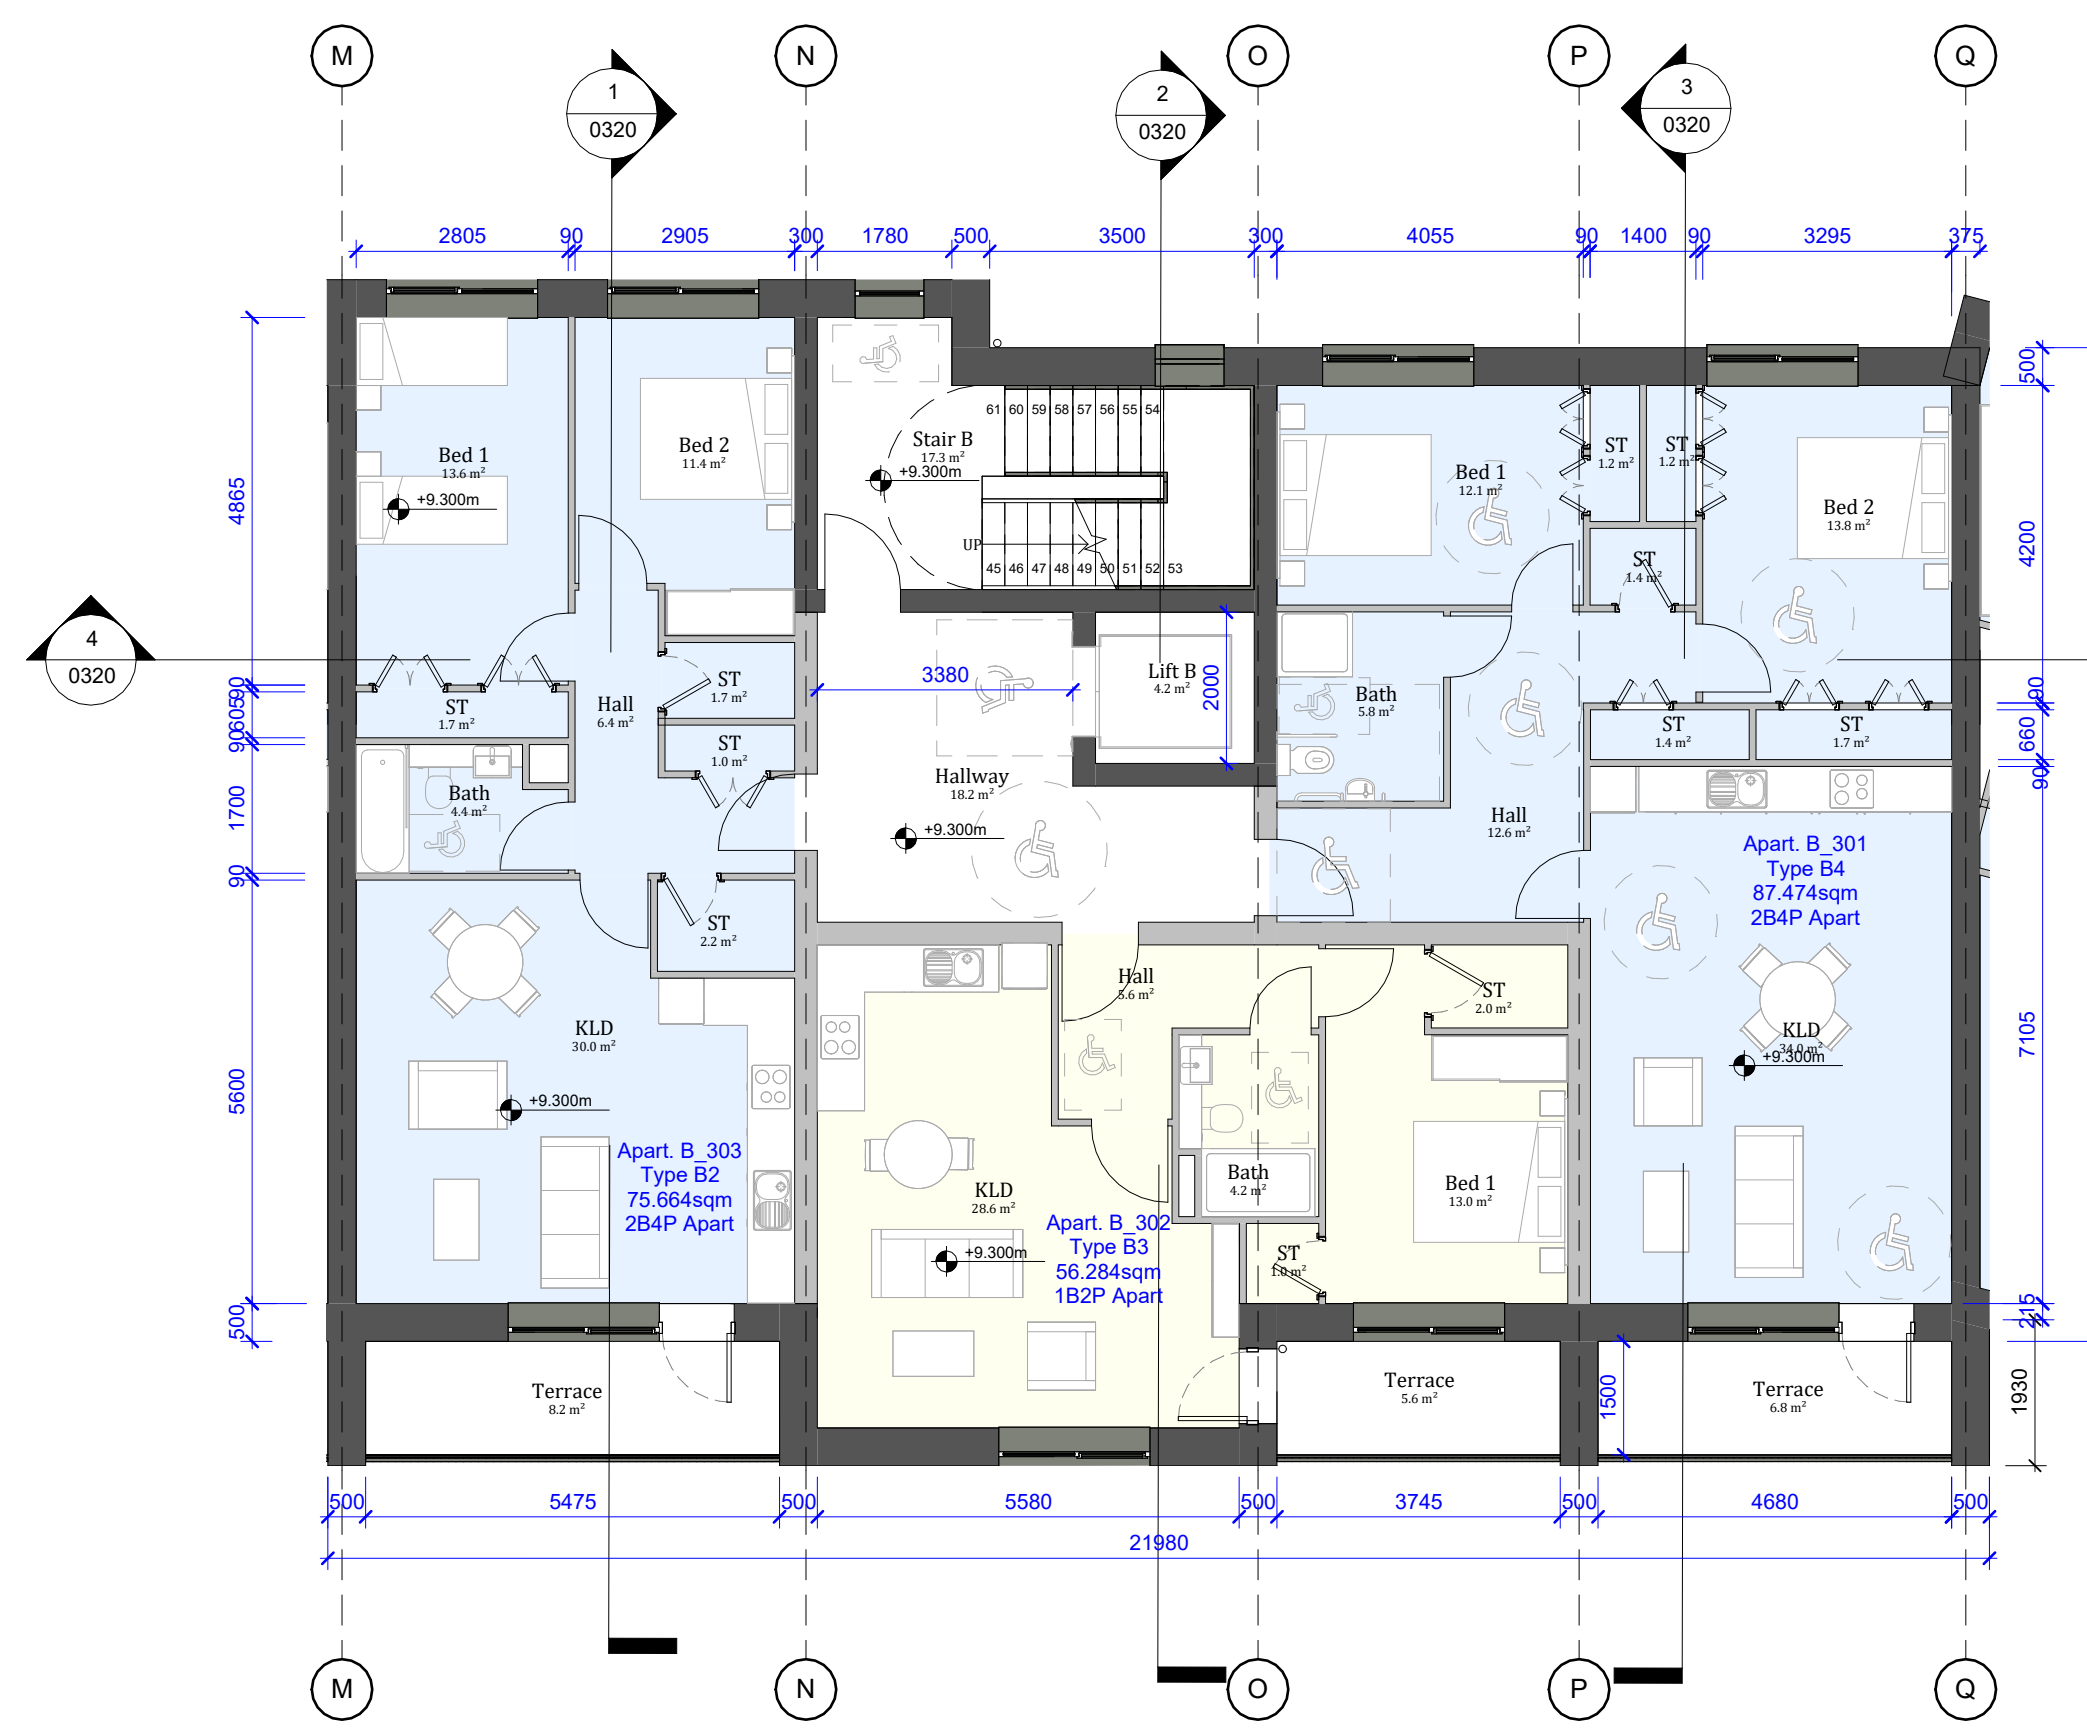 M
N
O
P
Q
1
0320
2
0320
3
0320
2805
90
2905
300
1780
500
3500
300
4055
90
1400
90
3295
375
4865
90
605
90
1700
90
5600
500
4
0320
Bed 1
13.6 m²
+9.300m
Bed 2
11.4 m²
Stair B
17.3 m²
+9.300m
61 60 59 58 57 56 55 54
UP
45 46 47 48 49 50 51 52 53
Bed 1
12.1 m²
ST
1.2 m²
ST
1.2 m²
Bed 2
13.8 m²
ST
1.4 m²
500
4200
90
660
90
7105
215
1930
ST
1.7 m²
Hall
6.4 m²
ST
1.7 m²
ST
1.0 m²
3380
Lift B
4.2 m²
2000
Bath
5.8 m²
ST
1.4 m²
ST
1.7 m²
Bath
4.4 m²
Hallway
18.2 m²
+9.300m
Hall
12.6 m²
Apart. B_301
Type B4
87.474sqm
2B4P Apart
ST
2.2 m²
Hall
5.6 m²
ST
2.0 m²
KLD
30.0 m²
+9.300m
KLD
34.0 m²
+9.300m
Apart. B_303
Type B2
75.664sqm
2B4P Apart
KLD
28.6 m²
+9.300m
Apart. B_302
Type B3
56.284sqm
1B2P Apart
Bath
4.2 m²
Bed 1
13.0 m²
ST
1.0 m²
Terrace
8.2 m²
Terrace
5.6 m²
1500
Terrace
6.8 m²
500
5475
500
5580
500
3745
500
4680
500
21980
M
N
O
P
Q